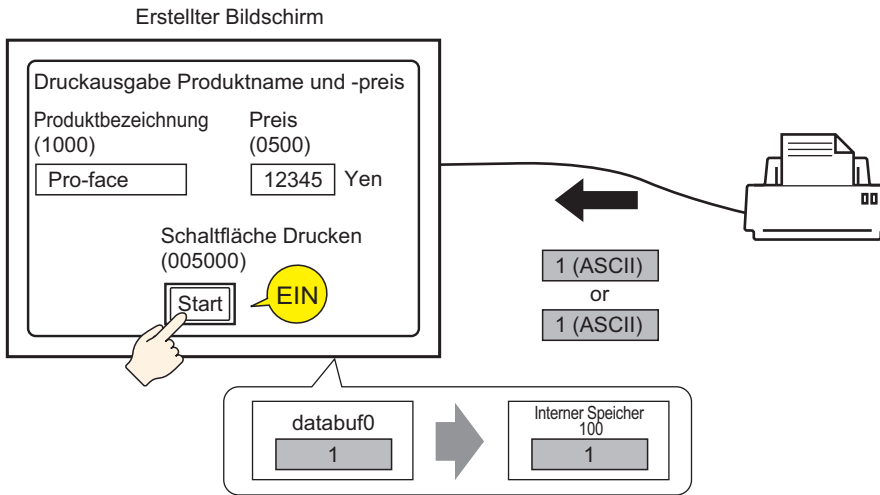 Erstellter Bildschirm
Druckausgabe Produktname und -preis
Produktbezeichnung
(1000)
Preis
(0500)
Pro-face
12345 Yen
Schaltfläche Drucken
(005000)
Start
EIN
1 (ASCII)
or
1 (ASCII)
databuf0
1
Interner Speicher
100
1